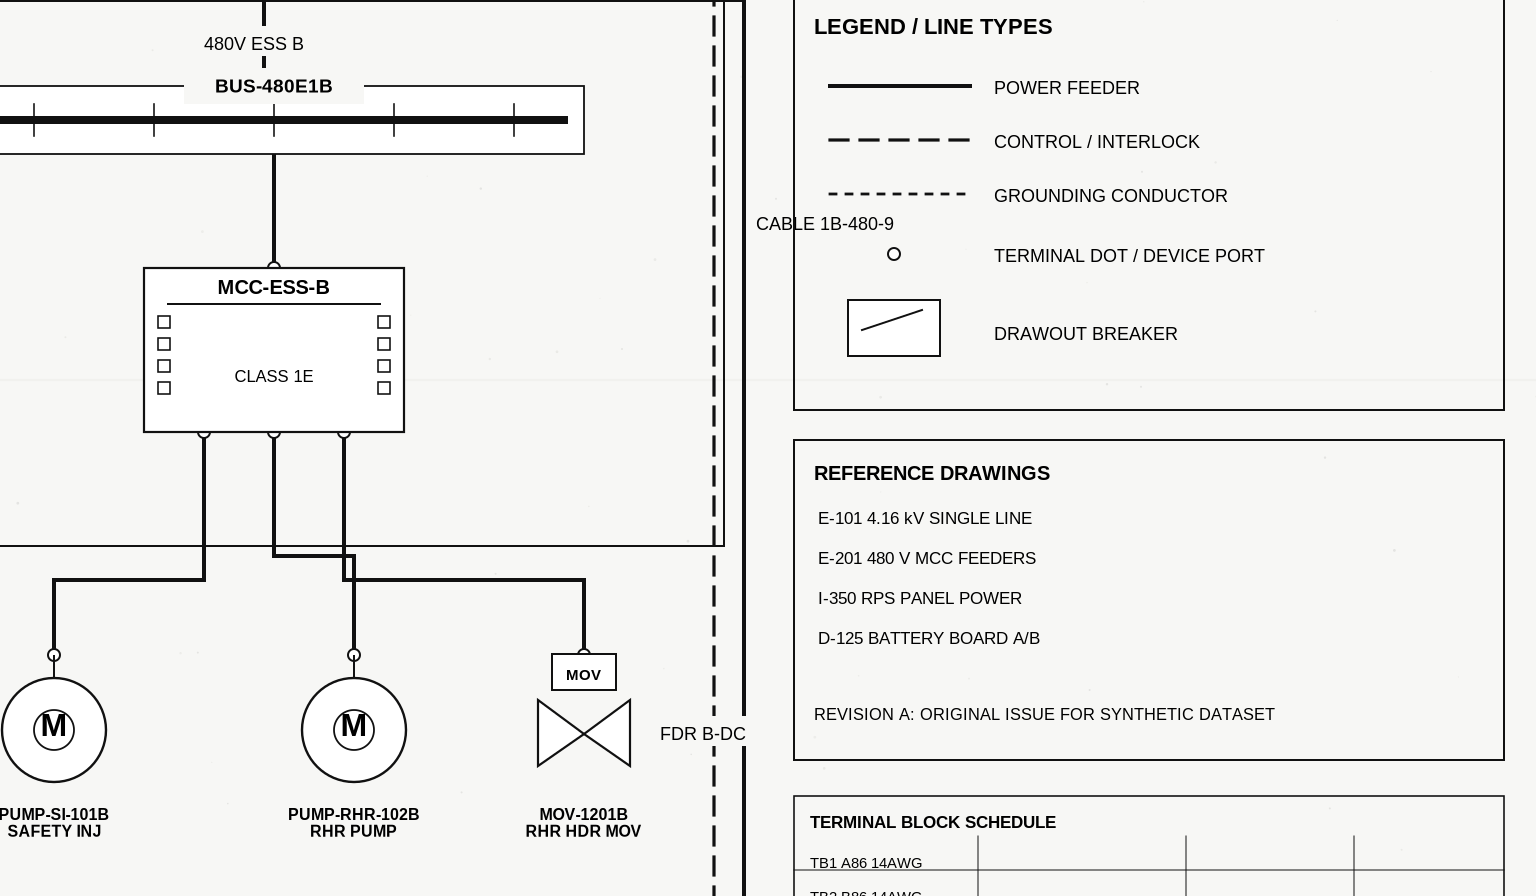 480V ESS B
BUS-480E1B
MCC-ESS-B
CLASS 1E
MOV
M
M
FDR B-DC
PUMP-SI-101B
SAFETY INJ
PUMP-RHR-102B
RHR PUMP
MOV-1201B
RHR HDR MOV
CABLE 1B-480-9
LEGEND / LINE TYPES
POWER FEEDER
CONTROL / INTERLOCK
GROUNDING CONDUCTOR
TERMINAL DOT / DEVICE PORT
DRAWOUT BREAKER
REFERENCE DRAWINGS
E-101 4.16 kV SINGLE LINE
E-201 480 V MCC FEEDERS
I-350 RPS PANEL POWER
D-125 BATTERY BOARD A/B
REVISION A: ORIGINAL ISSUE FOR SYNTHETIC DATASET
TERMINAL BLOCK SCHEDULE
TB1 A86 14AWG
TB2 B86 14AWG